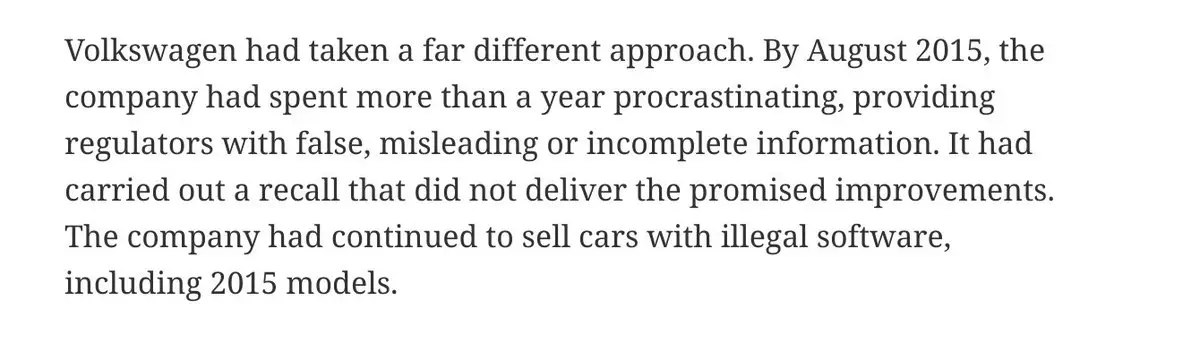 Volkswagen had taken a far different approach. By August 2015, the
company had spent more than a year procrastinating, providing
regulators with false, misleading or incomplete information. It had
carried out a recall that did not deliver the promised improvements.
The company had continued to sell cars with illegal software,
including 2015 models.